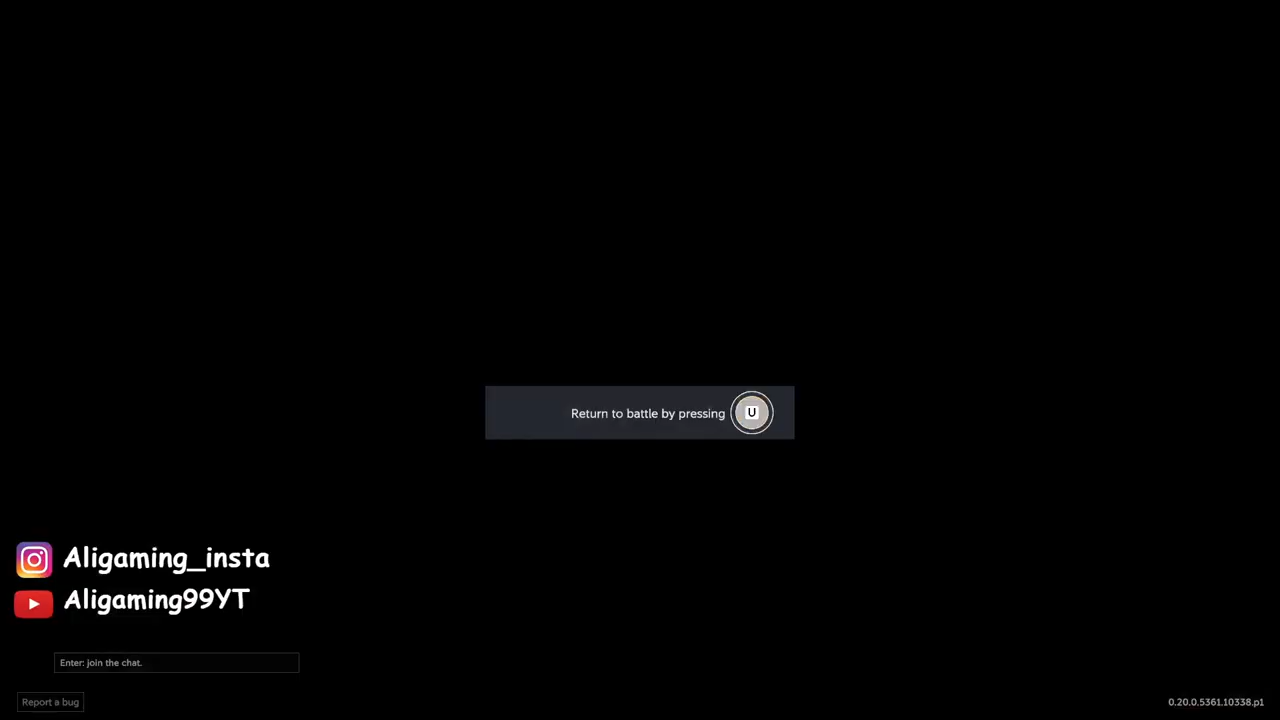 Return to battle by pressing U
Aligaming_insta
Aligaming99YT
Enter: join the chat.
Report a bug
0.20.0.5361.10338.p1